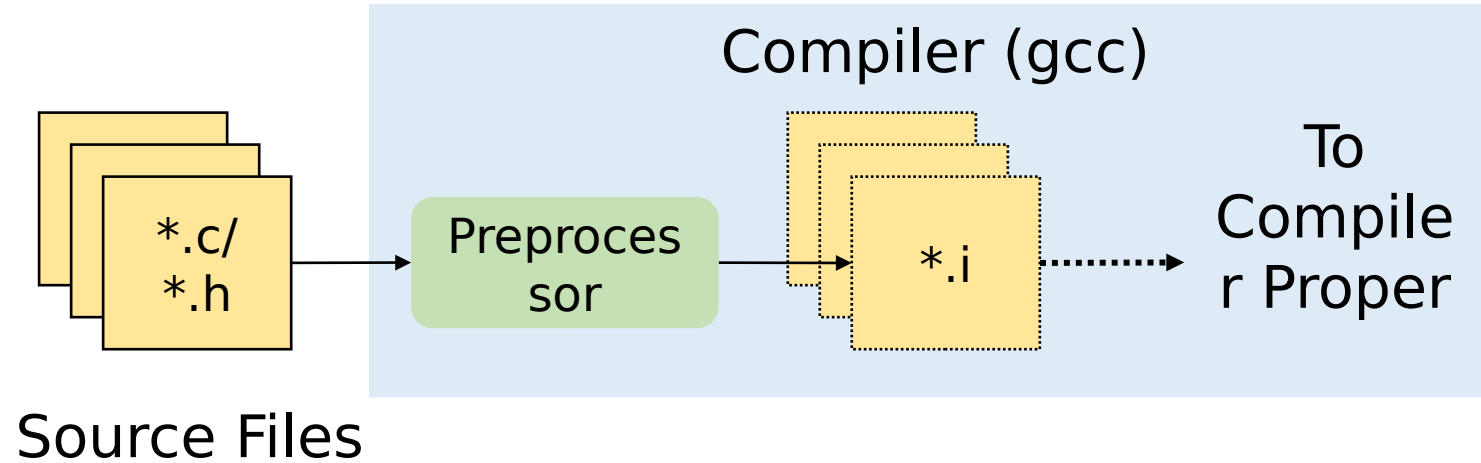 Compiler (gcc)
*.c/
*.h
Preproces
sor
*.i
To
Compile
r Proper
Source Files